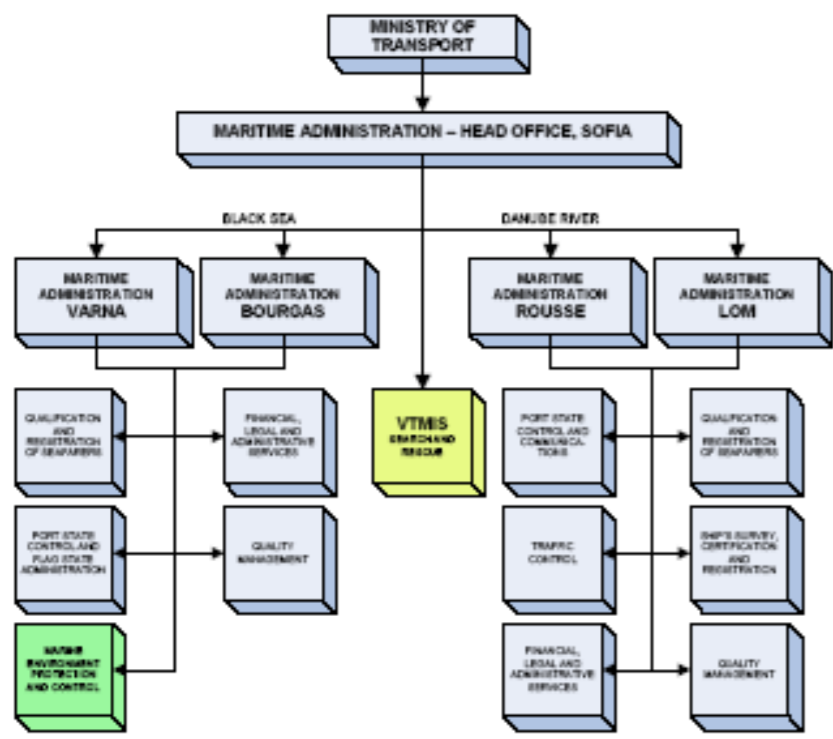 MINISTRY OF
TRANSPORT
MARITIME ADMINISTRATION – HEAD OFFICE, SOFIA
BLACK SEA
DANUBE RIVER
MARITIME
ADMINISTRATION
VARNA
MARITIME
ADMINISTRATION
BOURGAS
MARITIME
ADMINISTRATION
ROUSSE
MARITIME
ADMINISTRATION
LOM
QUALIFICATION
AND
REGISTRATION
OF SEAFARERS
FINANCIAL,
LEGAL AND
ADMINISTRATIVE
SERVICES
VTMIS
SEARCH AND
RESCUE
PORT STATE
CONTROL AND
COMMUNICA-
TIONS
QUALIFICATION
AND
REGISTRATION
OF SEAFARERS
PORT STATE
CONTROL AND
FLAG STATE
ADMINISTRATION
QUALITY
MANAGEMENT
TRAFFIC
CONTROL
SHIP'S SURVEY,
CERTIFICATION
AND
REGISTRATION
MARINE
ENVIRONMENT
PROTECTION
AND CONTROL
FINANCIAL,
LEGAL AND
ADMINISTRATIVE
SERVICES
QUALITY
MANAGEMENT